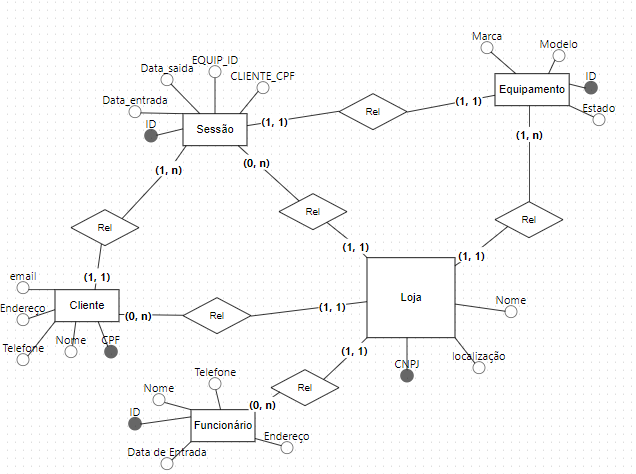 Marca
Modelo
ID
Equipamento
Estado
(1, 1)
(1, n)
EQUIP_ID
Data_saida
CLIENTE_CPF
Data_entrada
ID
Sessão
(1, 1)
Rel
(1, n)
(0, n)
Rel
Rel
Rel
(1, 1)
(1, 1)
(1, 1)
email
Endereço
Cliente
Telefone
Nome
CPF
(0, n)
Rel
(1, 1)
Loja
Nome
localização
CNPJ
(1, 1)
Rel
(0, n)
Telefone
Nome
ID
Funcionário
Endereço
Data de Entrada